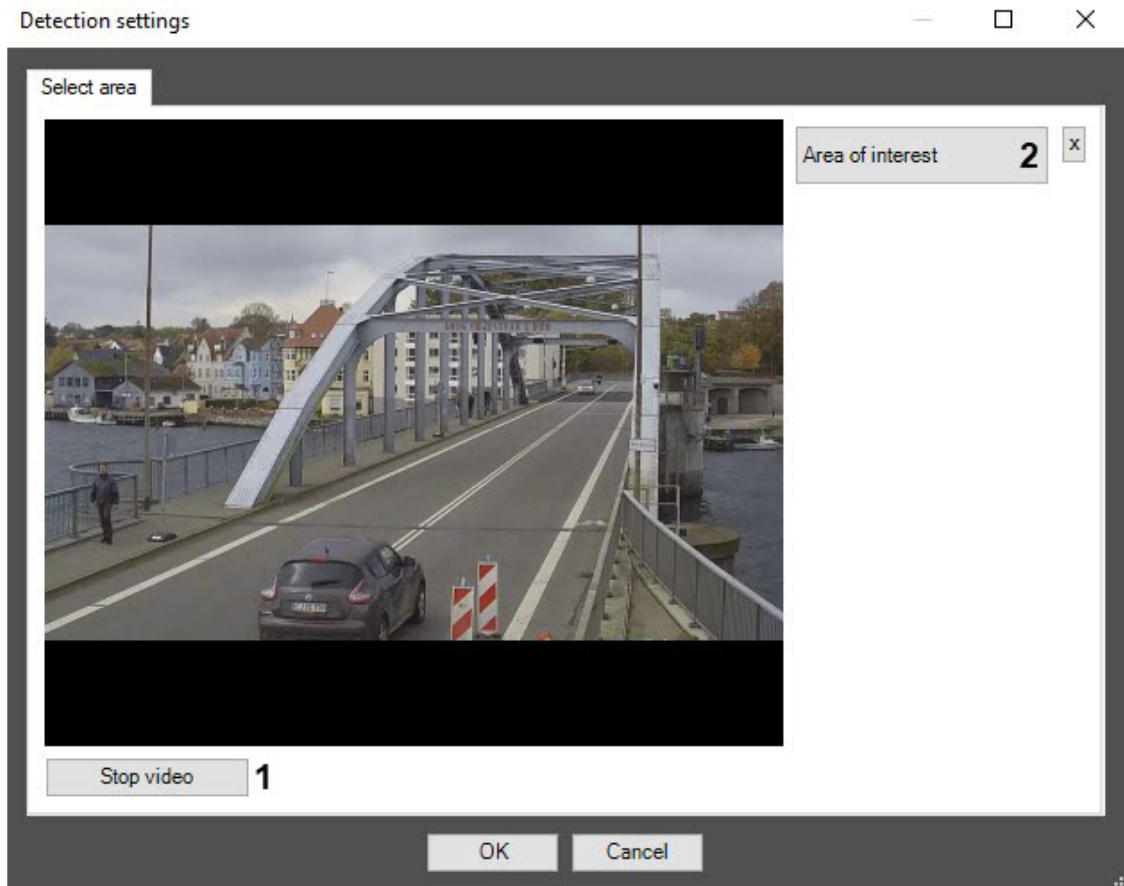 Detection settings
Select area
Area of interest 2
x
Stop video 1
OK
Cancel